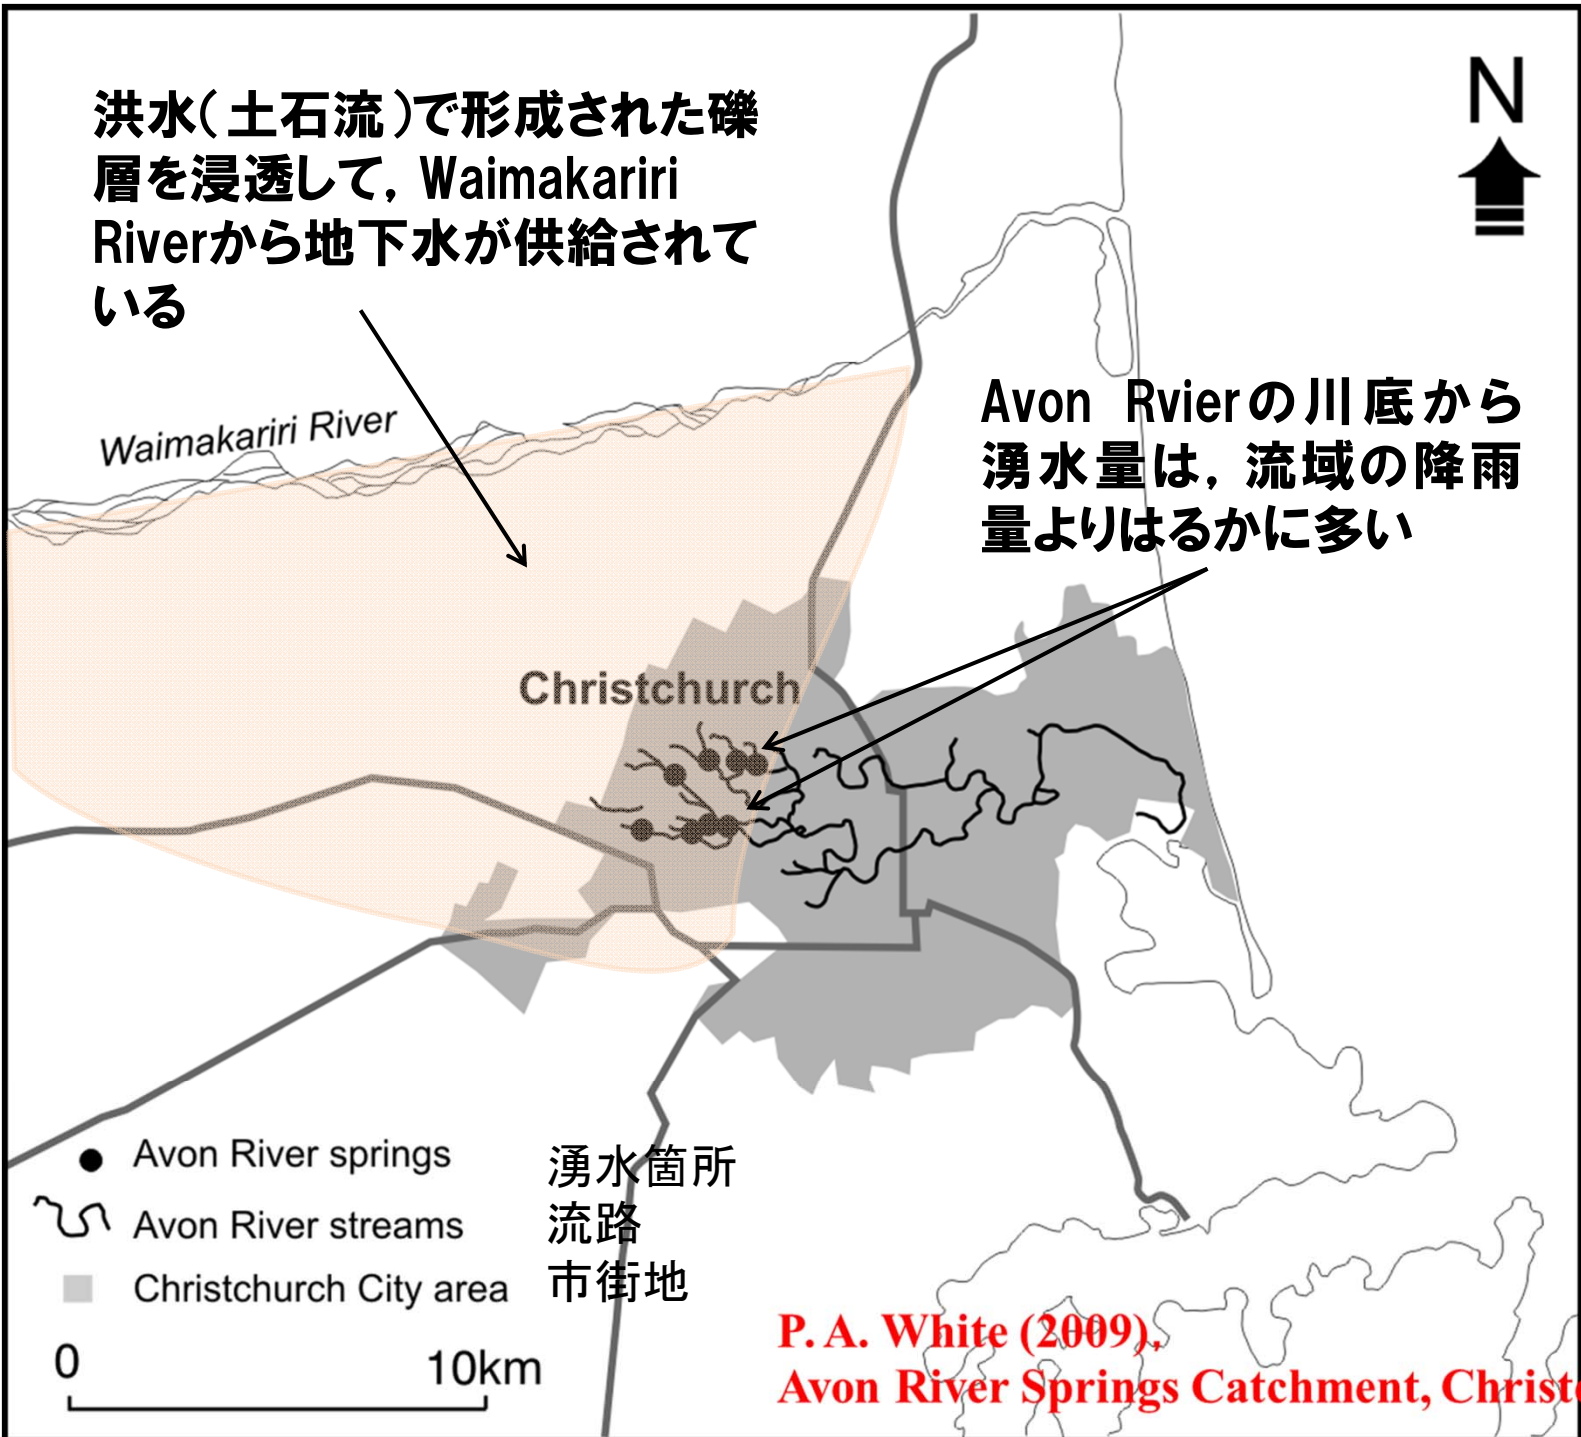 洪水（土石流）で形成された礫
層を浸透して，Waimakariri
Riverから地下水が供給されて
いる
N
Waimakariri River
Avon Rvierの川底から
湧水量は，流域の降雨
量よりはるかに多い
Christchurch
Avon River springs 湧水箇所
Avon River streams 流路
Christchurch City area 市街地
0 10km
P. A. White (2009),
Avon River Springs Catchment,